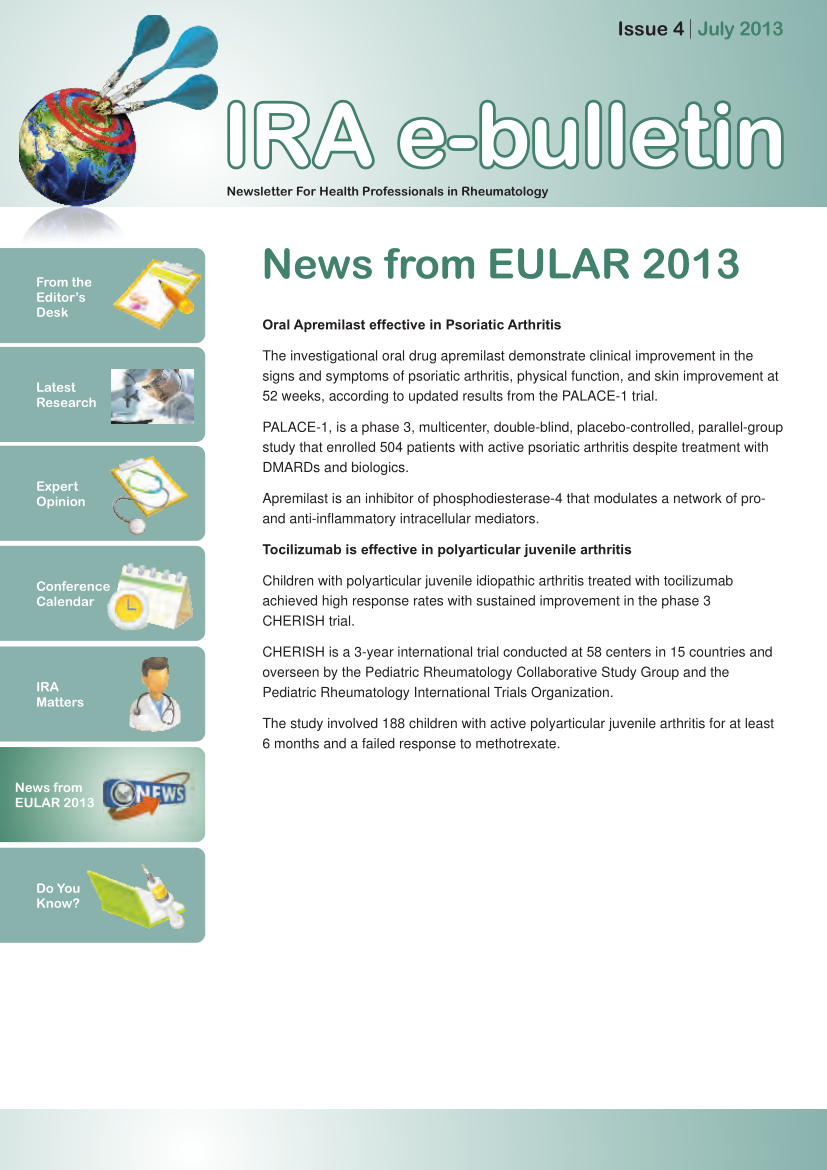 Issue 4 | July 2013
IRA e-bulletin
Newsletter For Health Professionals in Rheumatology
From the
Editor's
Desk
Latest
Research
Expert
Opinion
Conference
Calendar
IRA
Matters
News from
EULAR 2013
NEWS
Do You
Know?
News from EULAR 2013
Oral Apremilast effective in Psoriatic Arthritis
The investigational oral drug apremilast demonstrate clinical improvement in the
signs and symptoms of psoriatic arthritis, physical function, and skin improvement at
52 weeks, according to updated results from the PALACE-1 trial.
PALACE-1, is a phase 3, multicenter, double-blind, placebo-controlled, parallel-group
study that enrolled 504 patients with active psoriatic arthritis despite treatment with
DMARDs and biologics.
Apremilast is an inhibitor of phosphodiesterase-4 that modulates a network of pro-
and anti-inflammatory intracellular mediators.
Tocilizumab is effective in polyarticular juvenile arthritis
Children with polyarticular juvenile idiopathic arthritis treated with tocilizumab
achieved high response rates with sustained improvement in the phase 3
CHERISH trial.
CHERISH is a 3-year international trial conducted at 58 centers in 15 countries and
overseen by the Pediatric Rheumatology Collaborative Study Group and the
Pediatric Rheumatology International Trials Organization.
The study involved 188 children with active polyarticular juvenile arthritis for at least
6 months and a failed response to methotrexate.